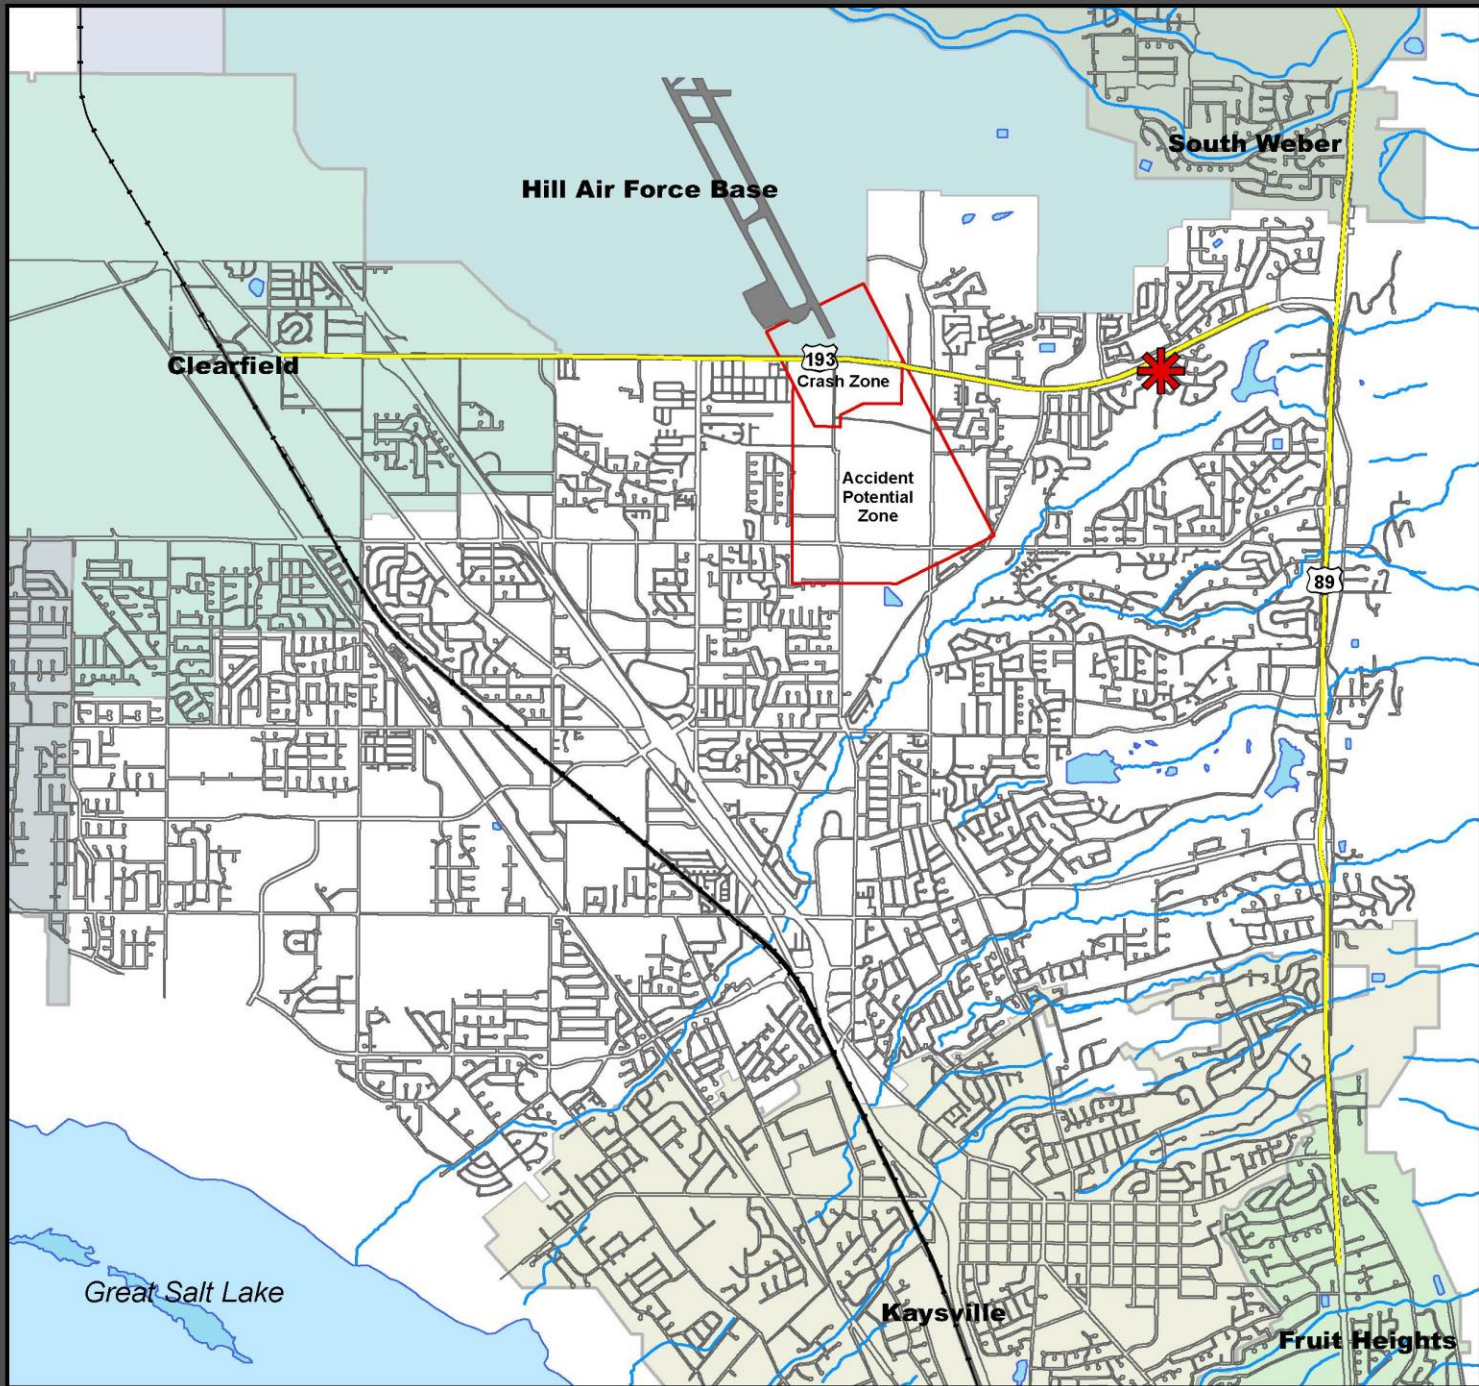 South Weber
Hill Air Force Base
193
Clearfield
Crash Zone
Accident
Potential
Zone
89
Great Salt Lake
Kaysville
Fruit Heights